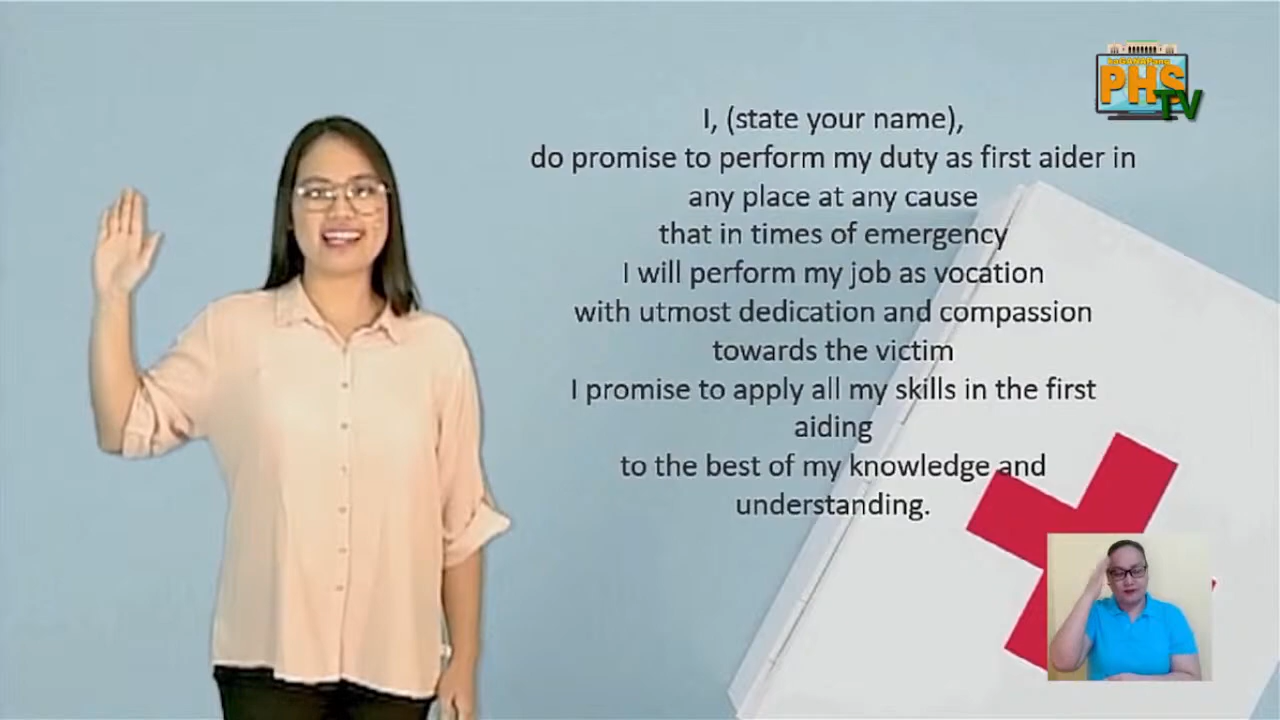 PHS
TV
I, (state your name),
do promise to perform my duty as first aider in
any place at any cause
that in times of emergency
I will perform my job as vocation
with utmost dedication and compassion
towards the victim
I promise to apply all my skills in the first
aiding
to the best of my knowledge and
understanding.